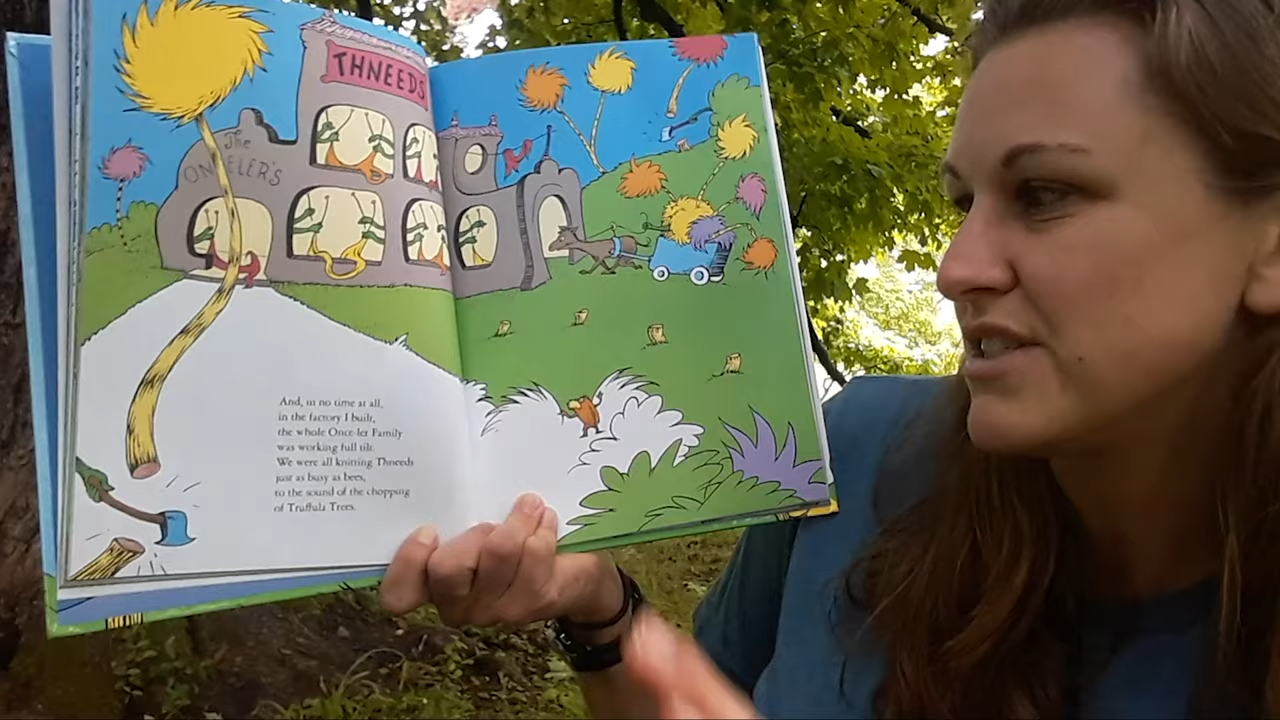 THNEEDS
The
ONCELER'S
And, in no time at all,
in the factory I built,
the whole Once-ler Family
was working full tilt.
We were all knitting Thneeds
just as busy as bees,
to the sound of the chopping
of Truffula Trees.